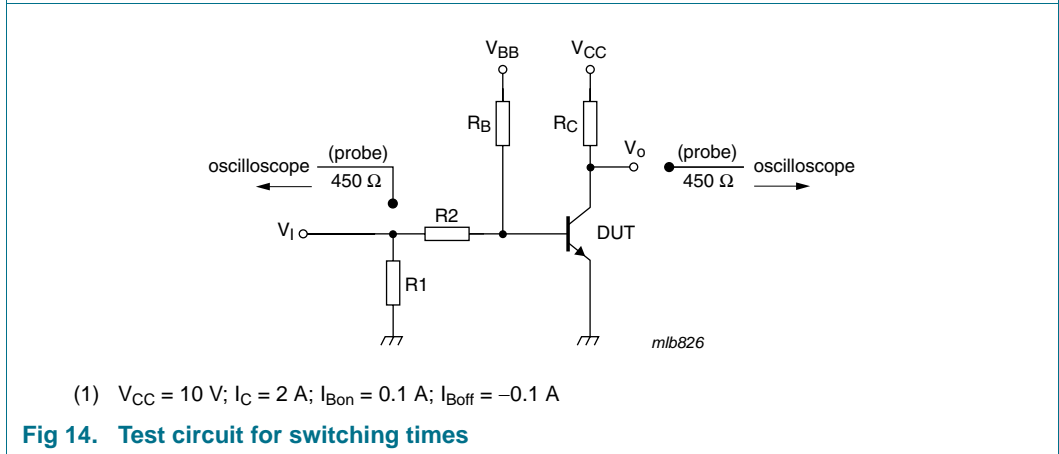 V_BB V_CC
R_B R_C
oscilloscope (probe) 450 Ω
V_o (probe) 450 Ω oscilloscope
V_I R2 DUT
R1
mlb826
(1) V_CC = 10 V; I_C = 2 A; I_Bon = 0.1 A; I_Boff = −0.1 A
Fig 14. Test circuit for switching times